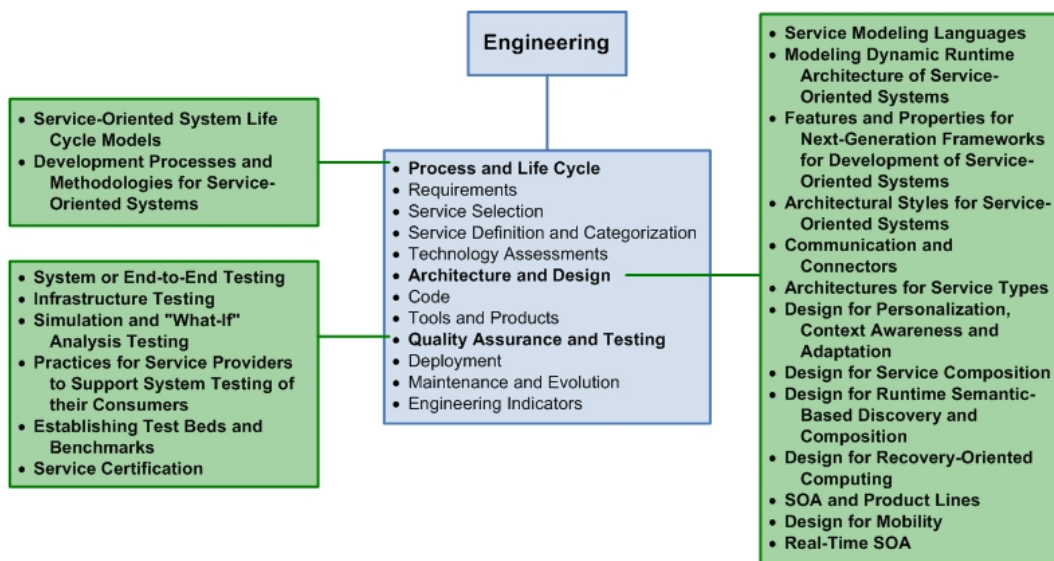 Engineering
• Service-Oriented System Life
Cycle Models
• Development Processes and
Methodologies for Service-
Oriented Systems
• System or End-to-End Testing
• Infrastructure Testing
• Simulation and "What-If"
Analysis Testing
• Practices for Service Providers
to Support System Testing of
their Consumers
• Establishing Test Beds and
Benchmarks
• Service Certification
• Process and Life Cycle
• Requirements
• Service Selection
• Service Definition and Categorization
• Technology Assessments
• Architecture and Design
• Code
• Tools and Products
• Quality Assurance and Testing
• Deployment
• Maintenance and Evolution
• Engineering Indicators
• Service Modeling Languages
• Modeling Dynamic Runtime
Architecture of Service-
Oriented Systems
• Features and Properties for
Next-Generation Frameworks
for Development of Service-
Oriented Systems
• Architectural Styles for Service-
Oriented Systems
• Communication and
Connectors
• Architectures for Service Types
• Design for Personalization,
Context Awareness and
Adaptation
• Design for Service Composition
• Design for Runtime Semantic-
Based Discovery and
Composition
• Design for Recovery-Oriented
Computing
• SOA and Product Lines
• Design for Mobility
• Real-Time SOA